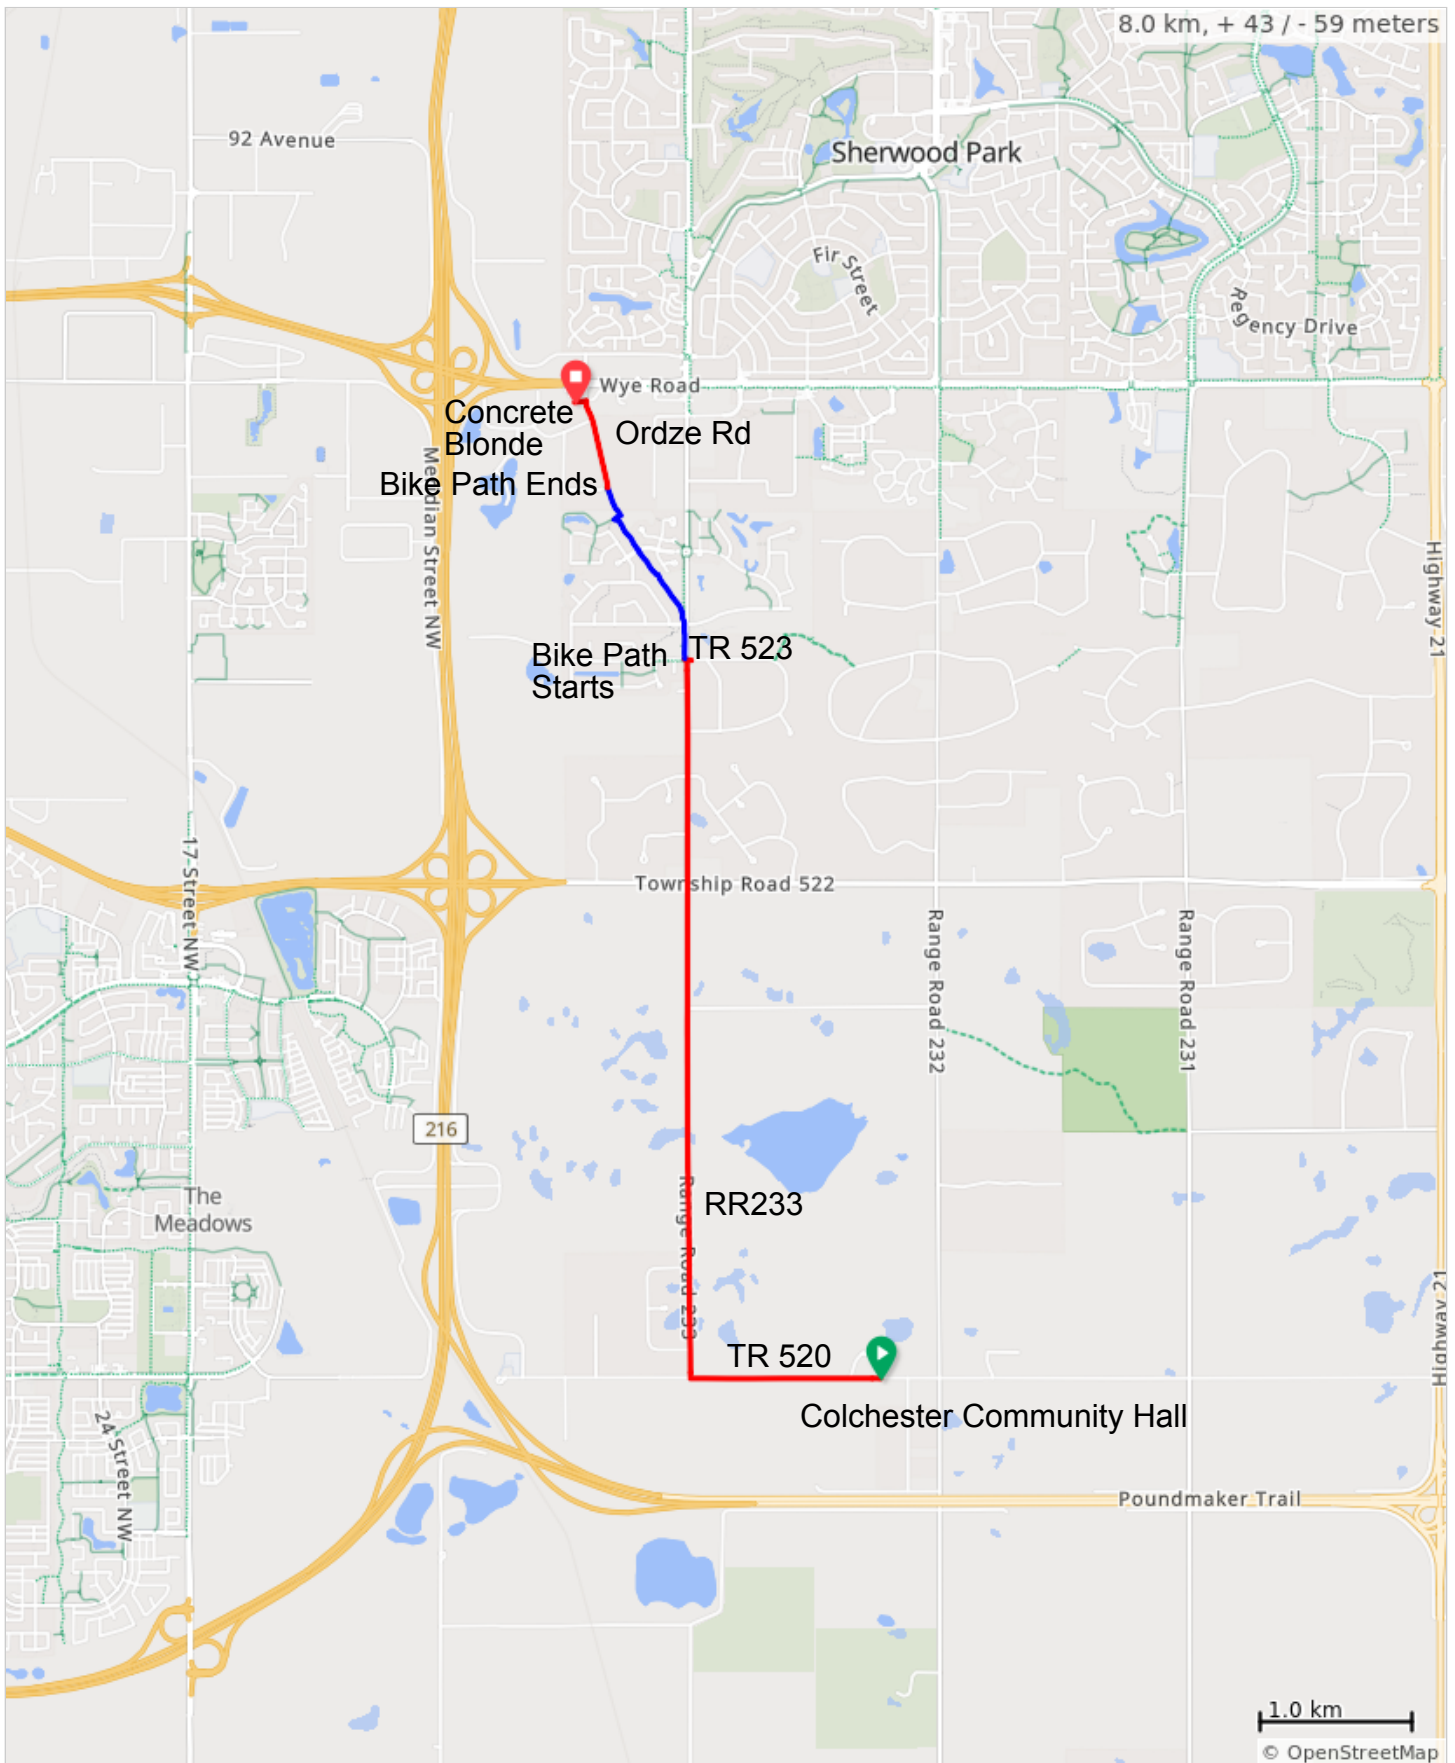 8.0 km, + 43 / - 59 meters
92 Avenue
Sherwood Park
Fir Street
Regency Drive
Wye Road
Concrete
Blonde
Ordze Rd
Bike Path Ends
Meridian Street NW
Highway 21
TR 523
Bike Path
Starts
17 Street NW
Township Road 522
Range Road 232
Range Road 231
216
The
Meadows
RR233
Range Road 233
Highway 21
TR 520
Colchester Community Hall
24 Street NW
Poundmaker Trail
1.0 km
© OpenStreetMap